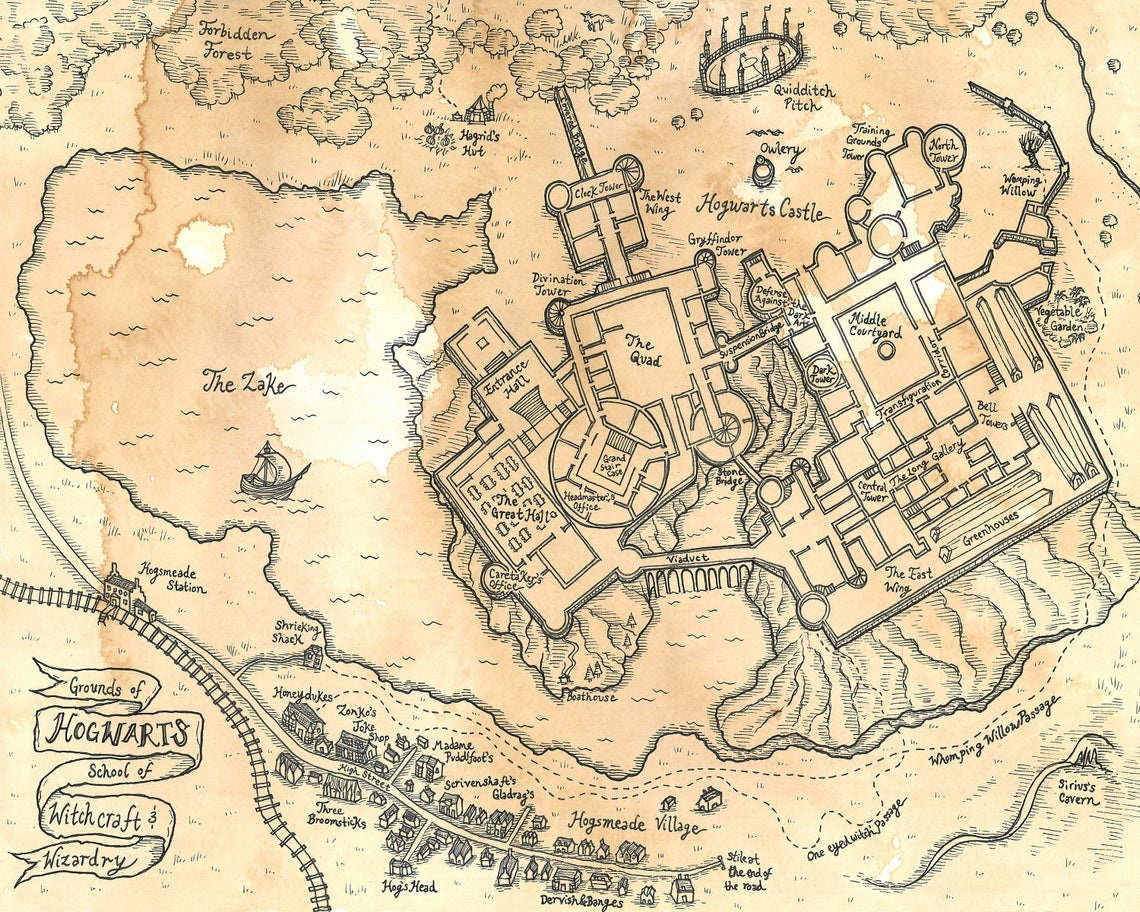 Forbidden
Forest
Hagrid's
Hut
Quidditch
Pitch
Owlery
Training
Grounds
Tower
North
Tower
Womping
Willow
Clock Tower
The West
Wing
Hogwarts Castle
Gryffindor
Tower
Divination
Tower
Defense
Against the
Dark
Arts
Suspension Bridge
The
Quad
Middle
Courtyard
Vegetable
Garden
Entrance
Hall
Dark
Tower
Transfiguration
Bell
Towers
The Lake
Grand
Stair
Case
Headmaster's
Office
The
Great Hall
Stone
Bridge
Central
Tower
The Long Gallery
Greenhouses
Viaduct
The East
Wing
Caretaker's
Office
Boathouse
Hogsmeade
Station
Shrieking
Shack
Honeydukes
Zonko's
Joke
Shop
High Street
Madame
Puddfoot's
Scrivenshaft's
Gladrag's
Three
Broomsticks
Hogsmeade Village
Hog's Head
Dervish & Banges
Stile at
the end of
the road
Whomping Willow Passage
One eyed witch Passage
Sirius's
Cavern
Grounds of
HOGWARTS
School of
Witchcraft &
Wizardry